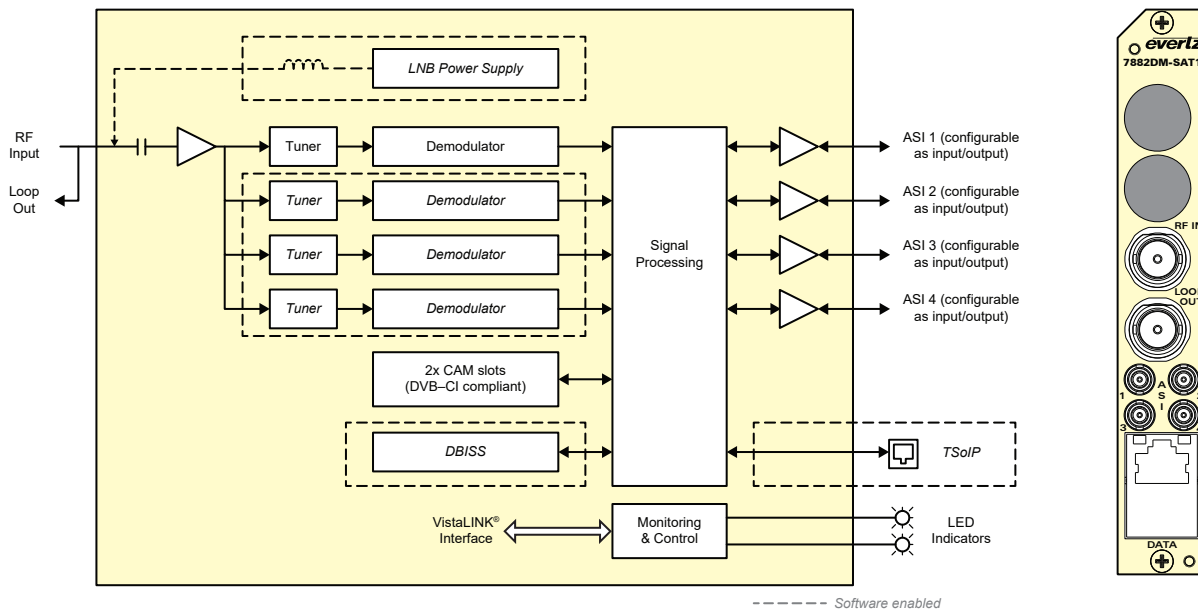 LNB Power Supply
RF
Input
Loop
Out
Tuner
Demodulator
Tuner
Demodulator
Tuner
Demodulator
Tuner
Demodulator
Signal
Processing
ASI 1 (configurable
as input/output)
ASI 2 (configurable
as input/output)
ASI 3 (configurable
as input/output)
ASI 4 (configurable
as input/output)
2x CAM slots
(DVB–CI compliant)
DBISS
TSoIP
VistaLINK®
Interface
Monitoring
& Control
LED
Indicators
Software enabled
evertz
7882DM-SAT1
RF IN
LOOP
OUT
1
A
S
I
3
DATA